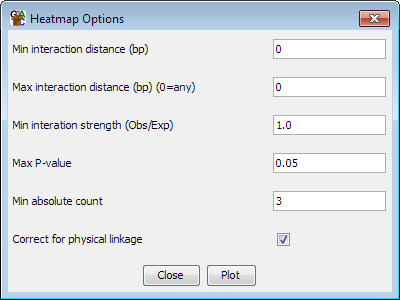 Heatmap Options
Min interaction distance (bp) 0
Max interaction distance (bp) (0=any) 0
Min interation strength (Obs/Exp) 1.0
Max P-value 0.05
Min absolute count 3
Correct for physical linkage
Close Plot